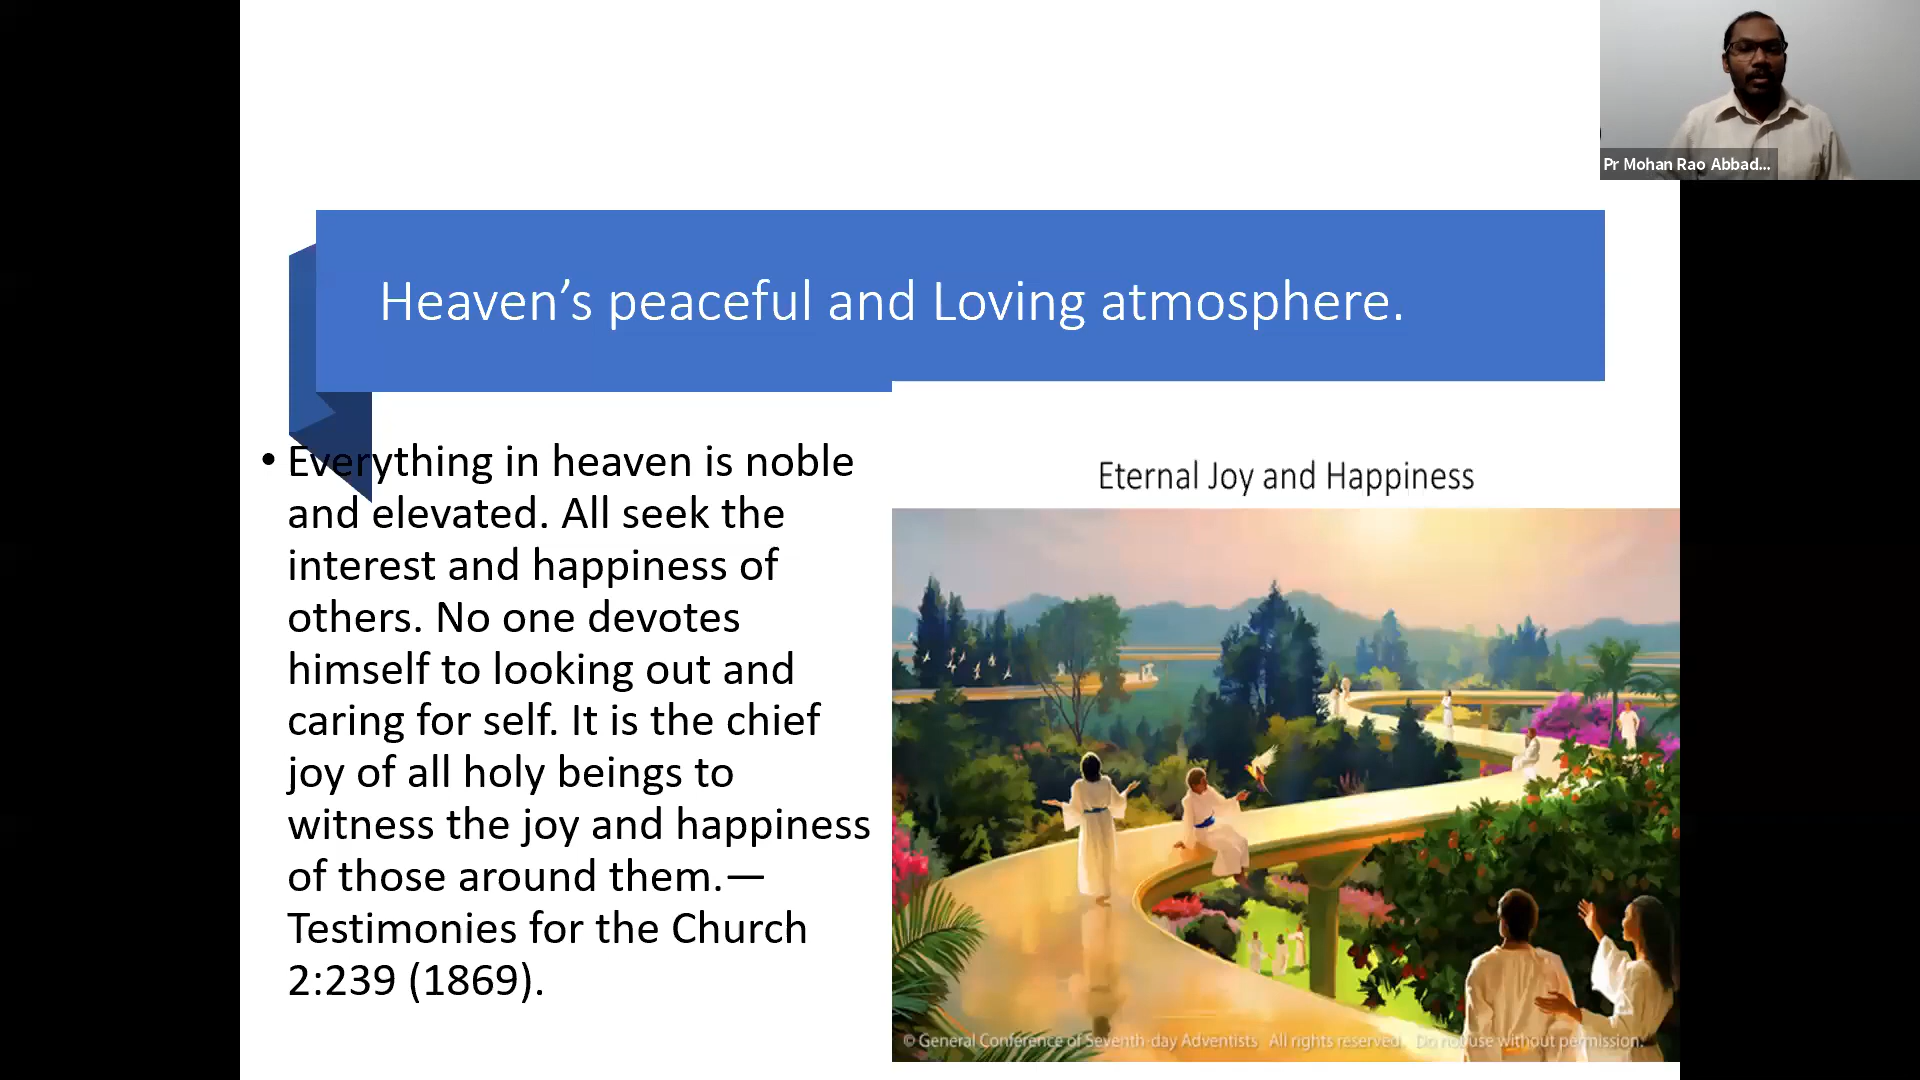 Pr Mohan Rao Abbad...
Heaven’s peaceful and Loving atmosphere.
• Everything in heaven is noble
and elevated. All seek the
interest and happiness of
others. No one devotes
himself to looking out and
caring for self. It is the chief
joy of all holy beings to
witness the joy and happiness
of those around them.—
Testimonies for the Church
2:239 (1869).
Eternal Joy and Happiness
© General Conference of Seventh-day Adventists All rights reserved. Do not use without permission.